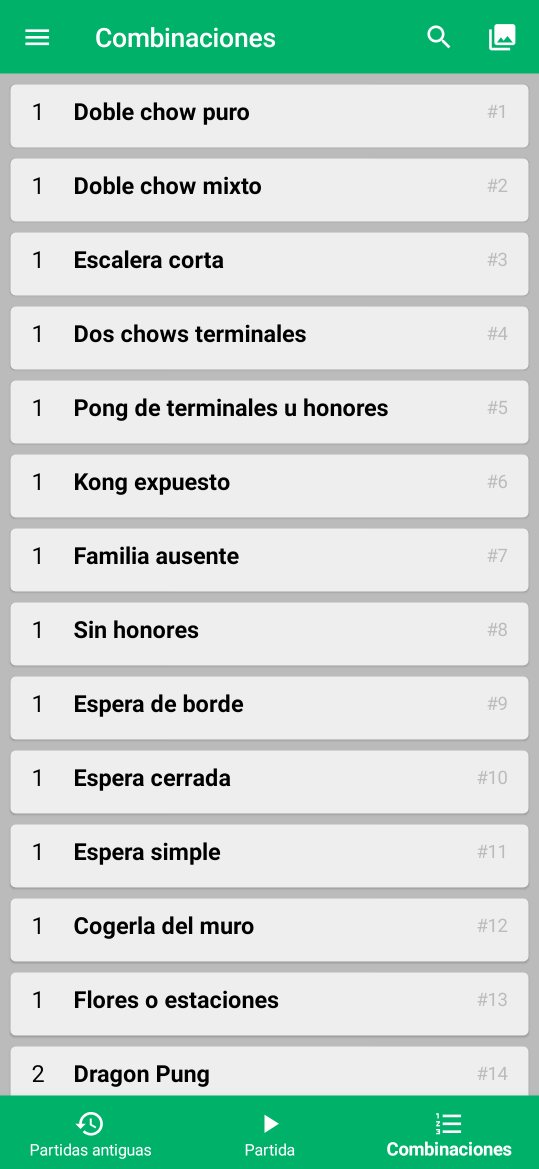 Combinaciones
1 Doble chow puro #1
1 Doble chow mixto #2
1 Escalera corta #3
1 Dos chows terminales #4
1 Pong de terminales u honores #5
1 Kong expuesto #6
1 Familia ausente #7
1 Sin honores #8
1 Espera de borde #9
1 Espera cerrada #10
1 Espera simple #11
1 Cogerla del muro #12
1 Flores o estaciones #13
2 Dragon Pung #14
Partidas antiguas Partida Combinaciones